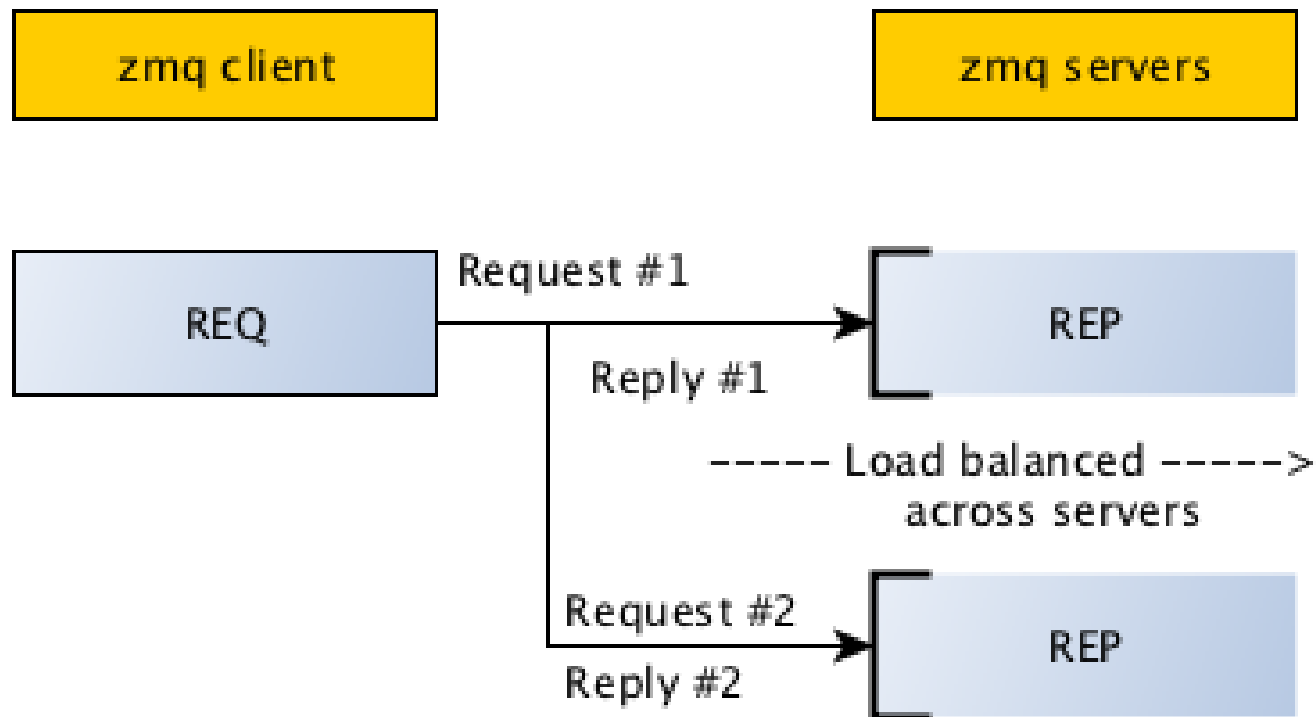 zmq client
zmq servers
Request #1
REQ
REP
Reply #1
----- Load balanced ----->
across servers
Request #2
REP
Reply #2